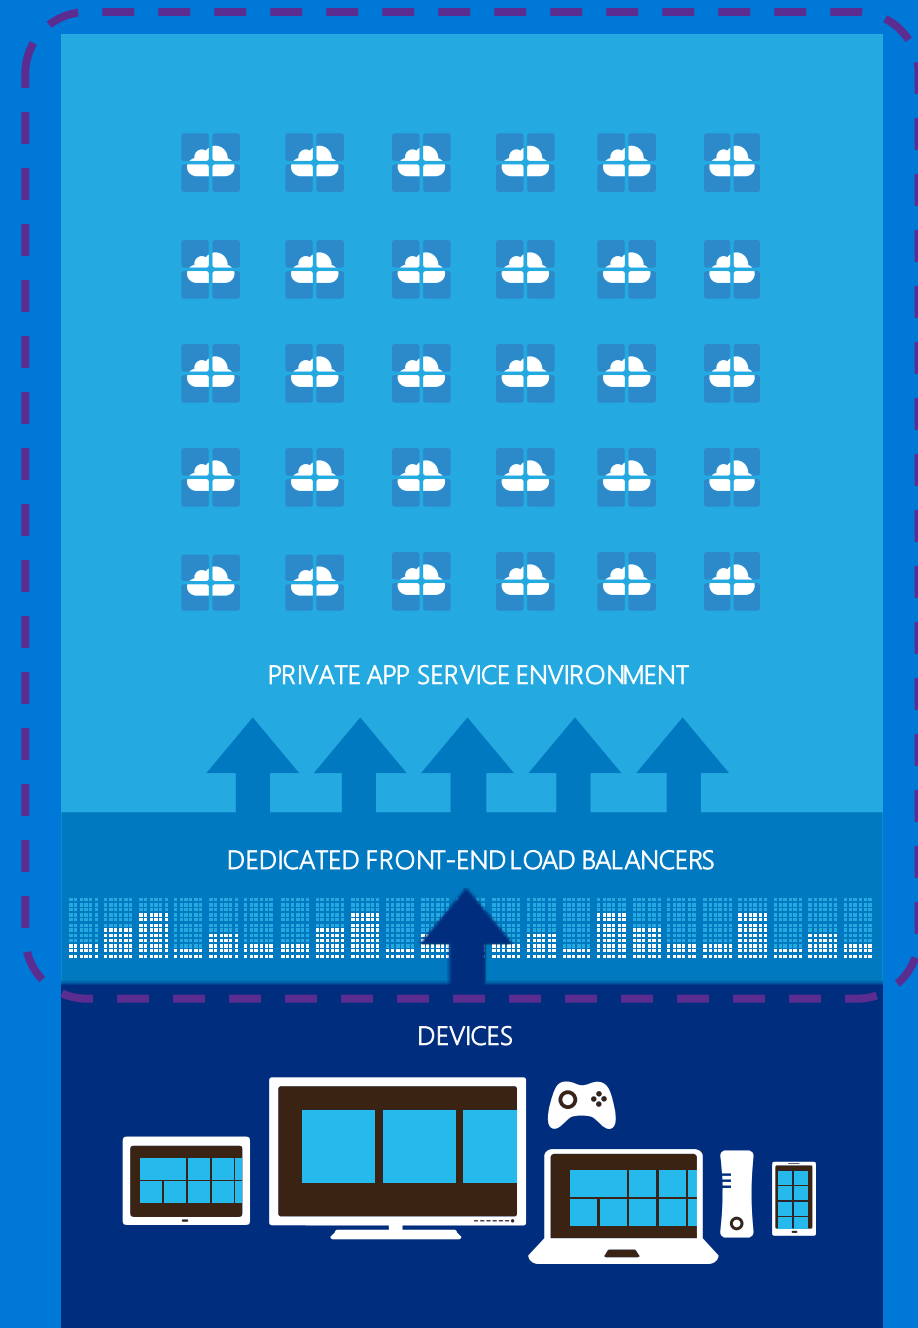 PRIVATE APP SERVICE ENVIRONMENT
DEDICATED FRONT-END LOAD BALANCERS
DEVICES